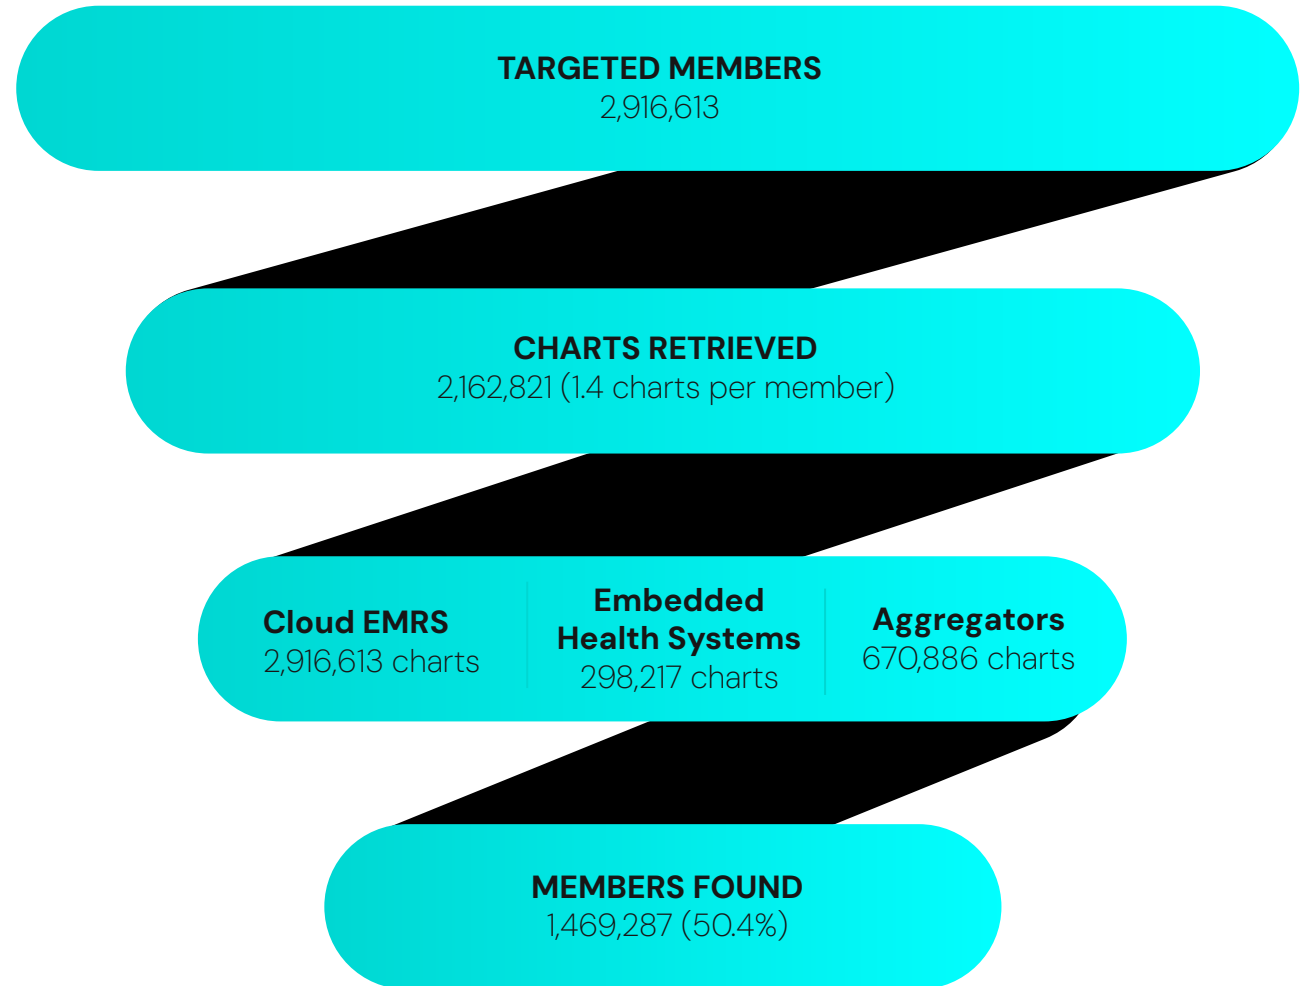 TARGETED MEMBERS
2,916,613
CHARTS RETRIEVED
2,162,821 (1.4 charts per member)
Cloud EMRS
2,916,613 charts
Embedded
Health Systems
298,217 charts
Aggregators
670,886 charts
MEMBERS FOUND
1,469,287 (50.4%)